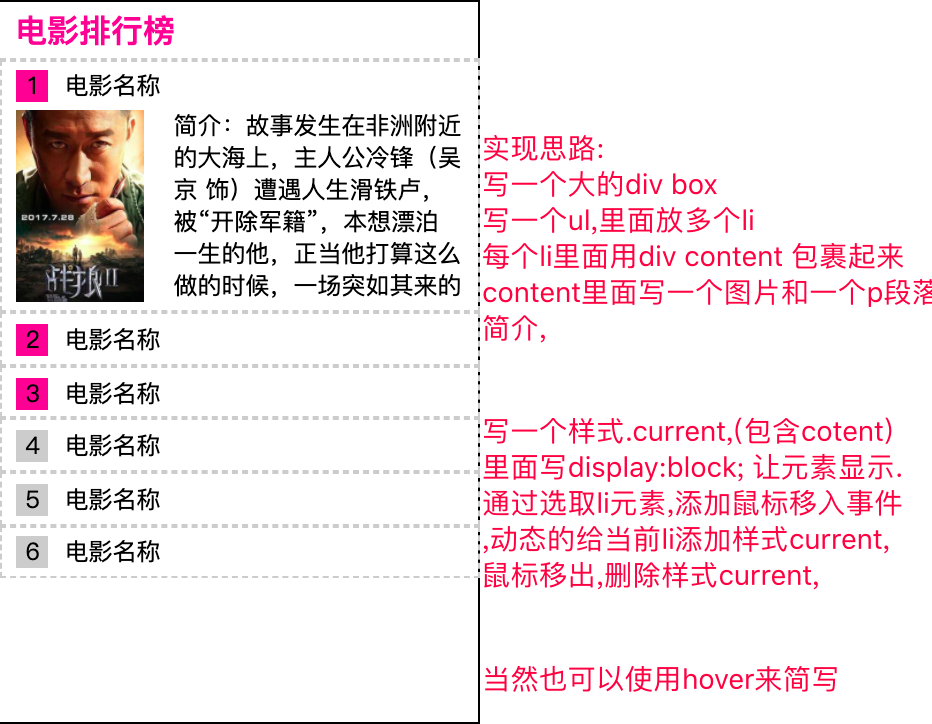 电影排行榜
1 电影名称
2017.7.28
战狼II
简介：故事发生在非洲附近
的大海上，主人公冷锋（吴
京 饰）遭遇人生滑铁卢，
被“开除军籍”，本想漂泊
一生的他，正当他打算这么
做的时候，一场突如其来的
2 电影名称
3 电影名称
4 电影名称
5 电影名称
6 电影名称
实现思路:
写一个大的div box
写一个ul,里面放多个li
每个li里面用div content 包裹起来
content里面写一个图片和一个p段落
简介,
写一个样式.current,(包含cotent)
里面写display:block; 让元素显示.
通过选取li元素,添加鼠标移入事件
,动态的给当前li添加样式current,
鼠标移出,删除样式current,
当然也可以使用hover来简写